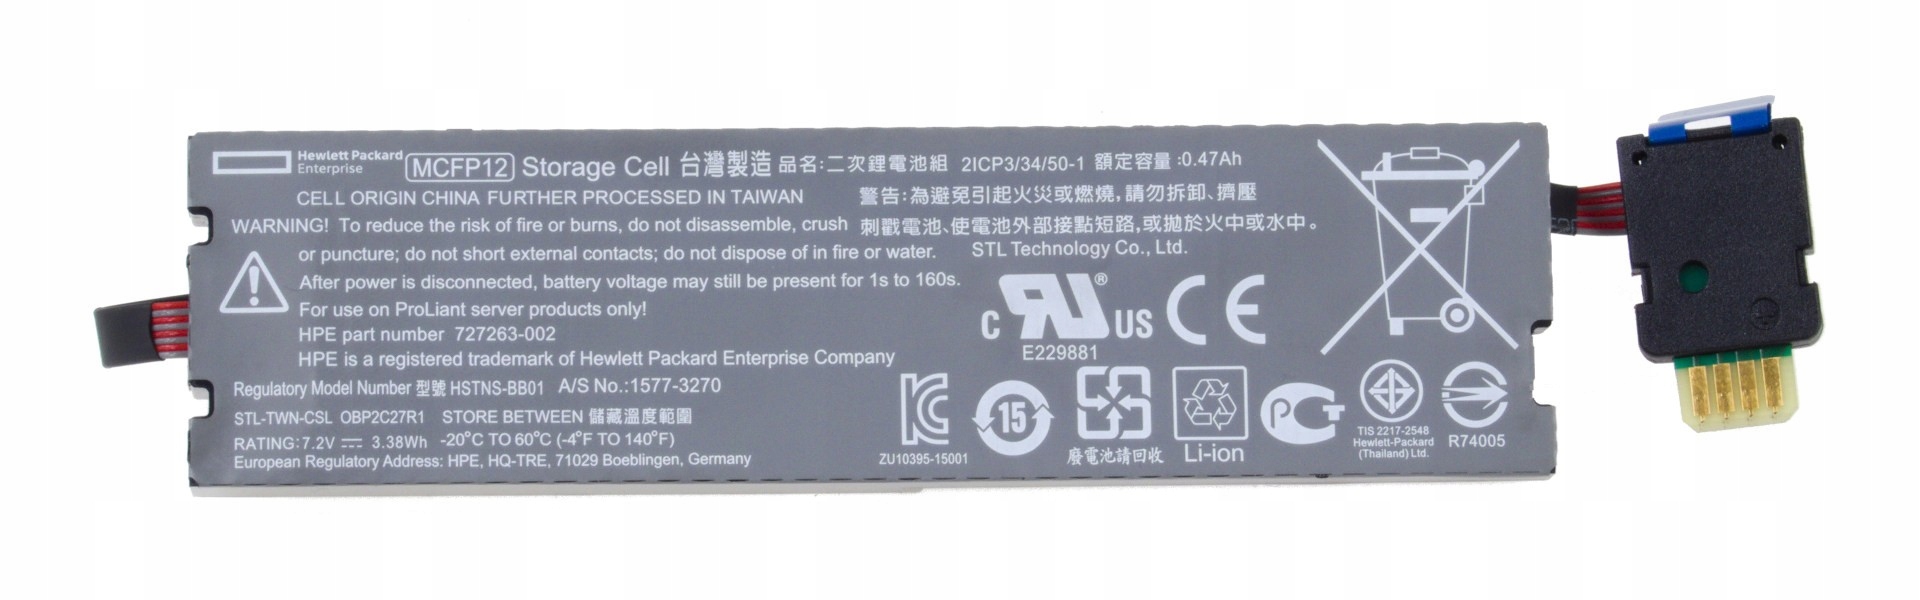 Hewlett Packard
Enterprise
MCFP12 Storage Cell 台灣製造 品名:二次鋰電池組 2ICP3/34/50-1 額定容量:0.47Ah
CELL ORIGIN CHINA FURTHER PROCESSED IN TAIWAN
警告:為避免引起火災或燃燒,請勿拆卸、擠壓
WARNING! To reduce the risk of fire or burns, do not disassemble, crush
刺戳電池、使電池外部接點短路,或拋於火中或水中。
or puncture; do not short external contacts; do not dispose of in fire or water.
STL Technology Co., Ltd.
After power is disconnected, battery voltage may still be present for 1s to 160s.
For use on ProLiant server products only!
HPE part number 727263-002
HPE is a registered trademark of Hewlett Packard Enterprise Company
C RU® US CE
E229881
Regulatory Model Number 型號 HSTNS-BB01 A/S No.:1577-3270
STL-TWN-CSL OBP2C27R1 STORE BETWEEN 儲藏溫度範圍
RATING:7.2V 3.38Wh -20°C TO 60°C (-4°F TO 140°F)
European Regulatory Address: HPE, HQ-TRE, 71029 Boeblingen, Germany
ZU10395-15001
15
廢電池請回收
Li-ion
TIS 2217-2548
Hewlett-Packard
(Thailand) Ltd.
R74005